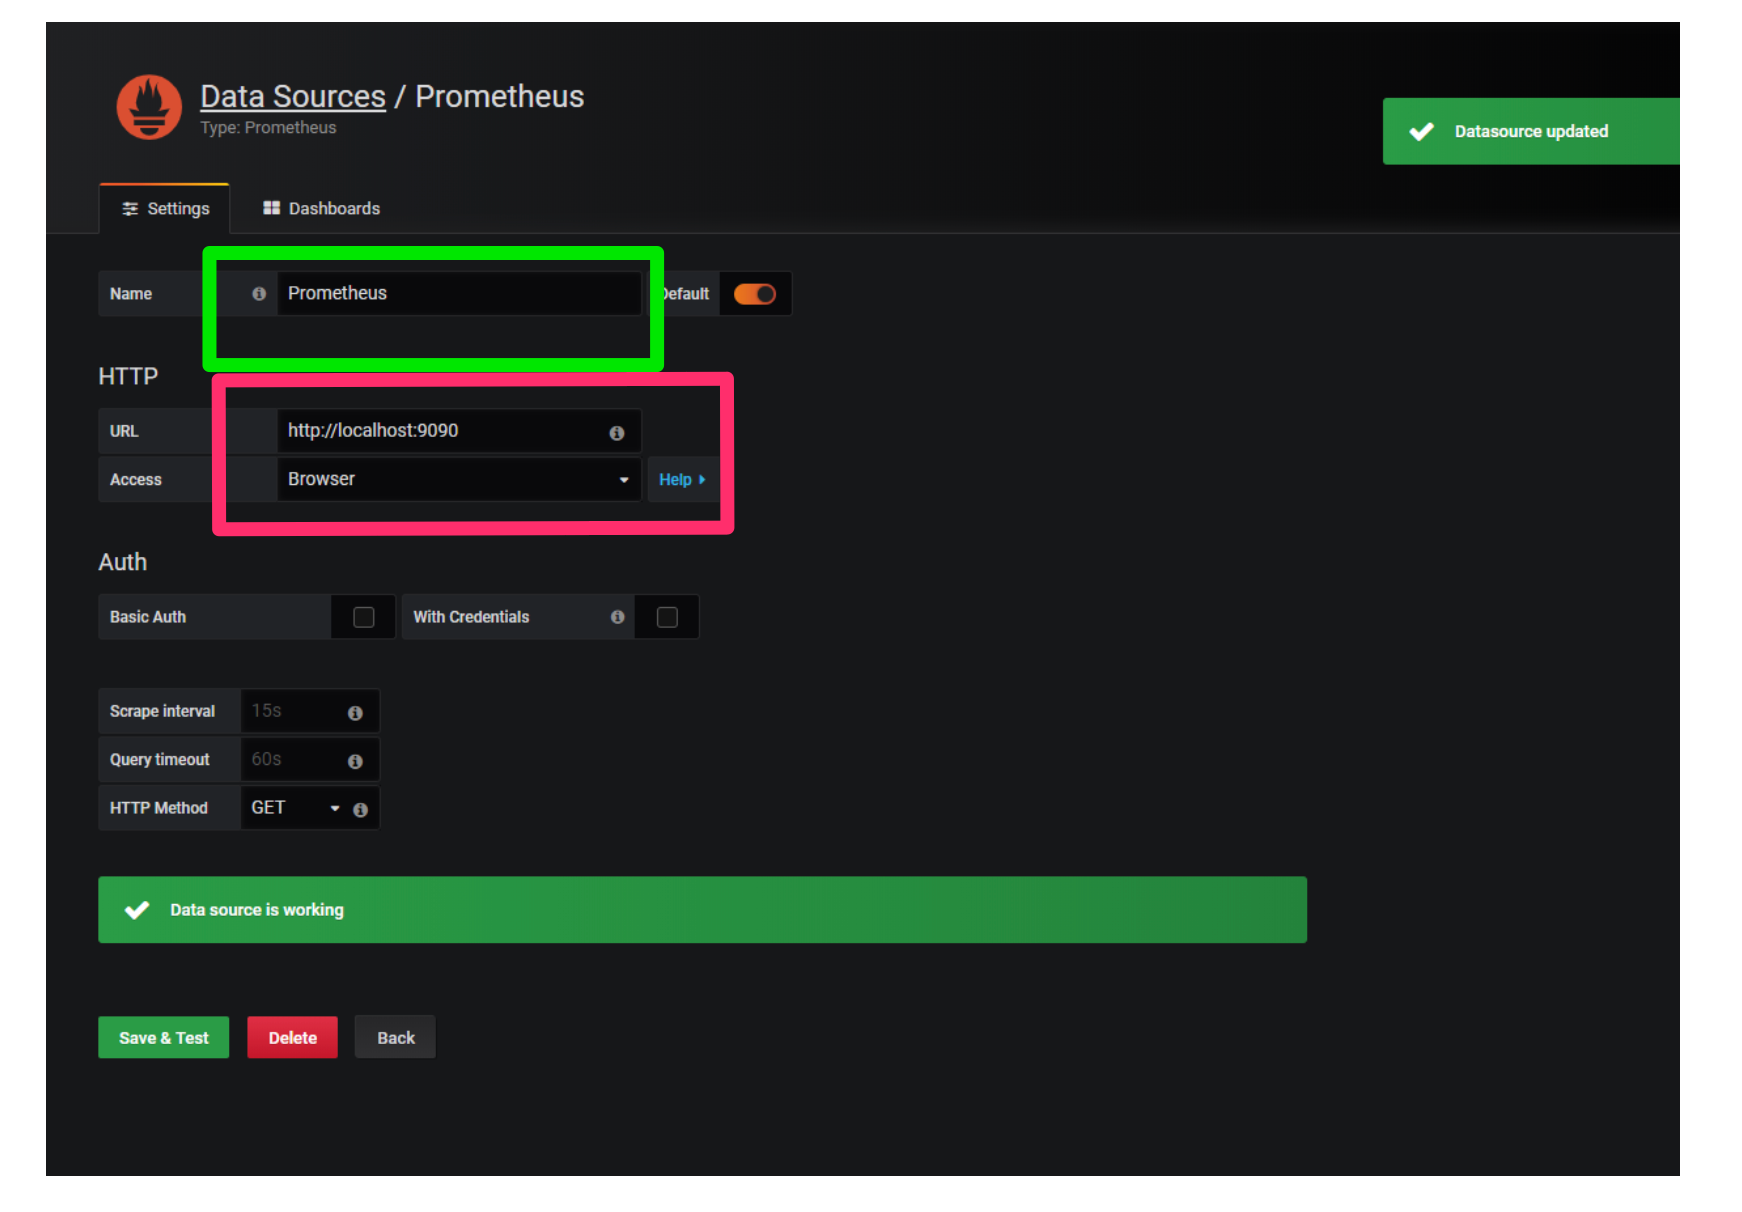 Data Sources / Prometheus
Type: Prometheus
Datasource updated
Settings Dashboards
Name Prometheus Default
HTTP
URL http://localhost:9090
Access Browser Help
Auth
Basic Auth With Credentials
Scrape interval 15s
Query timeout 60s
HTTP Method GET
Data source is working
Save & Test Delete Back